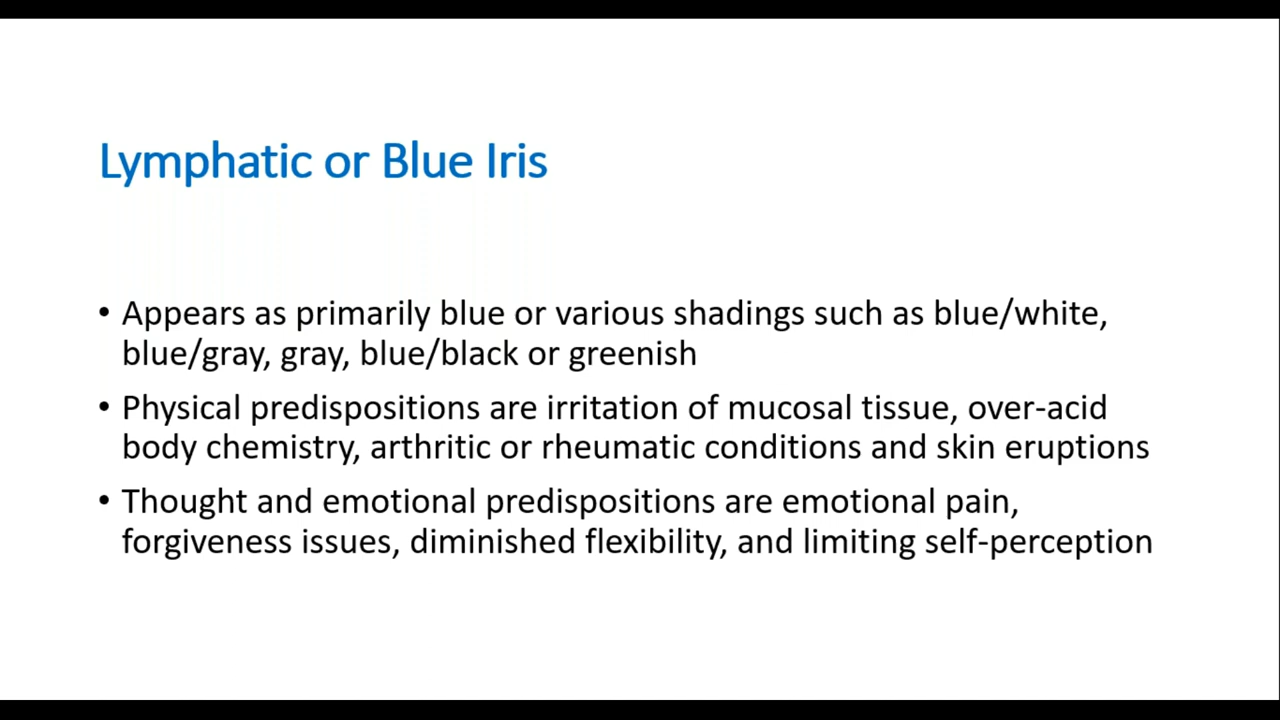 Lymphatic or Blue Iris
• Appears as primarily blue or various shadings such as blue/white,
blue/gray, gray, blue/black or greenish
• Physical predispositions are irritation of mucosal tissue, over-acid
body chemistry, arthritic or rheumatic conditions and skin eruptions
• Thought and emotional predispositions are emotional pain,
forgiveness issues, diminished flexibility, and limiting self-perception